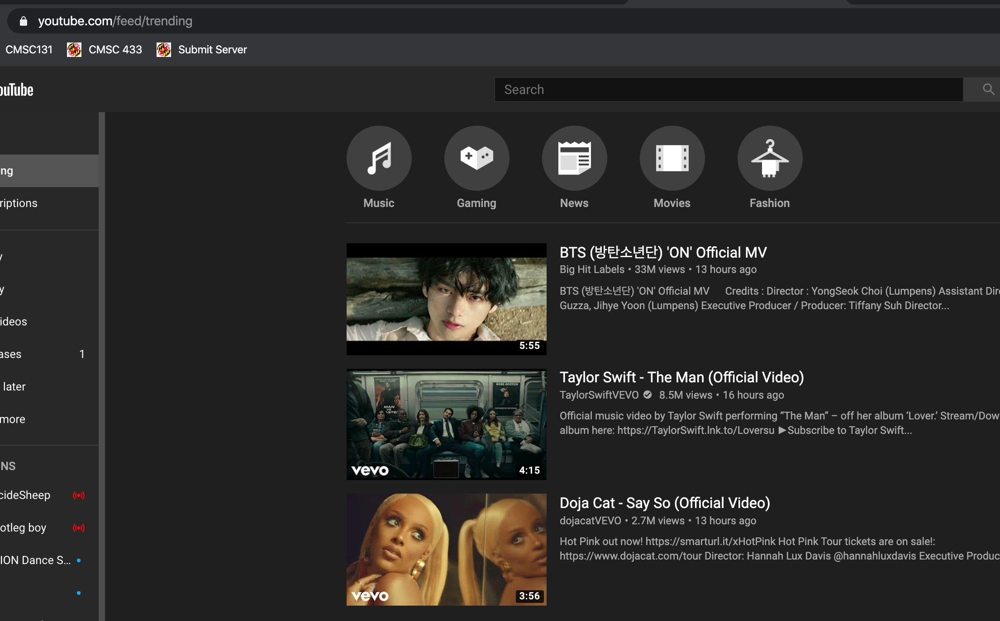 youtube.com/feed/trending
CMSC131 CMSC 433 Submit Server
ouTube
Search
ng
riptions
y
ideos
ases 1
later
more
NS
cideSheep
otleg boy
ION Dance S...
Music Gaming News Movies Fashion
BTS (방탄소년단) 'ON' Official MV
Big Hit Labels • 33M views • 13 hours ago
BTS (방탄소년단) 'ON' Official MV Credits : Director : YongSeok Choi (Lumpens) Assistant Dire
Guzza, Jihye Yoon (Lumpens) Executive Producer / Producer: Tiffany Suh Director...
5:55
Taylor Swift - The Man (Official Video)
TaylorSwiftVEVO 8.5M views • 16 hours ago
Official music video by Taylor Swift performing “The Man” – off her album ‘Lover.’ Stream/Dow
album here: https://TaylorSwift.lnk.to/Loversu ►Subscribe to Taylor Swift...
BOSS SCOTCH
MAN
VS
vevo
4:15
Doja Cat - Say So (Official Video)
dojacatVEVO • 2.7M views • 13 hours ago
Hot Pink out now! https://smarturl.it/xHotPink Hot Pink Tour tickets are on sale!:
https://www.dojacat.com/tour Director: Hannah Lux Davis @hannahluxdavis Executive Produc
vevo
3:56